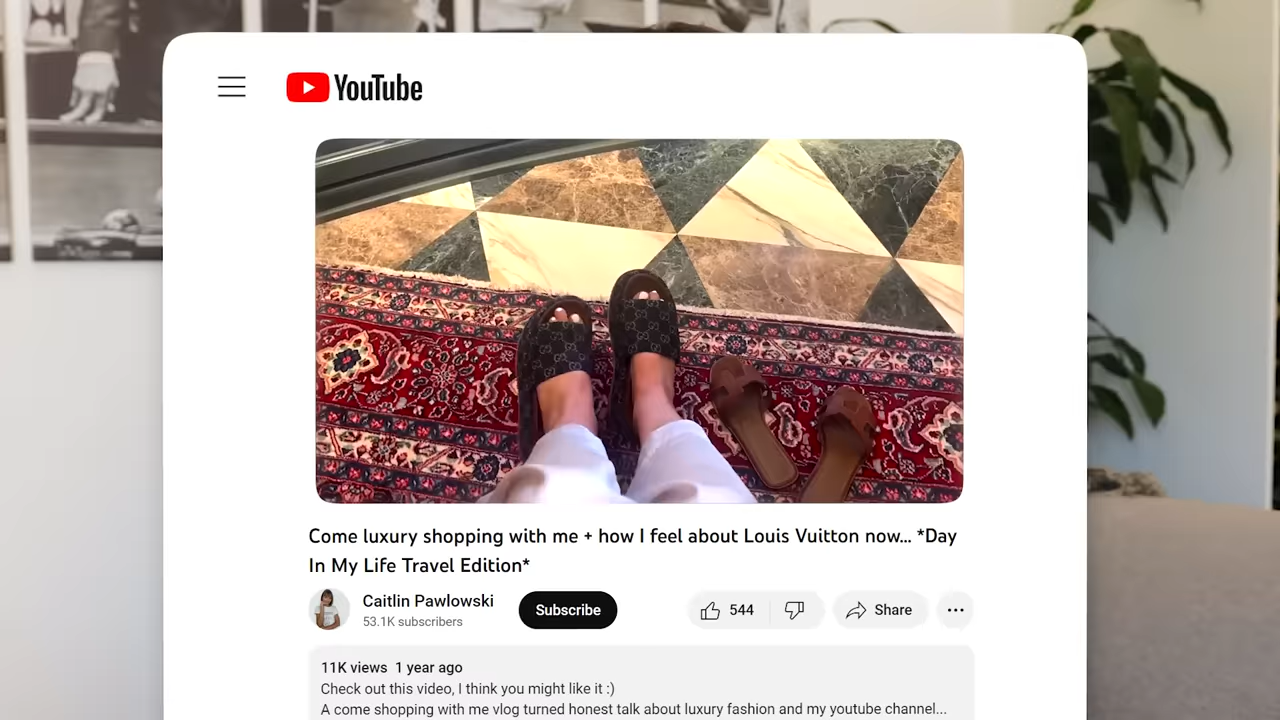 YouTube
Come luxury shopping with me + how I feel about Louis Vuitton now... *Day
In My Life Travel Edition*
Caitlin Pawlowski
53.1K subscribers
Subscribe
544
Share
11K views 1 year ago
Check out this video, I think you might like it :)
A come shopping with me vlog turned honest talk about luxury fashion and my youtube channel...